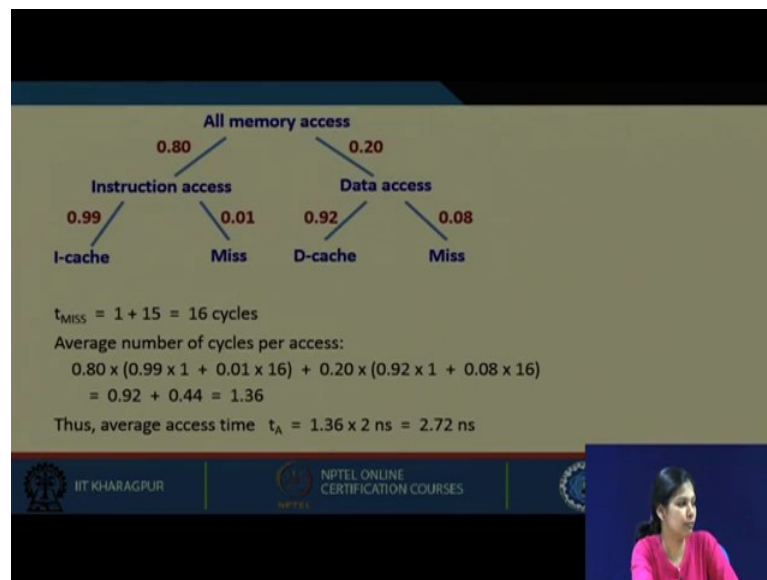 All memory access
0.80 0.20
Instruction access Data access
0.99 0.01 0.92 0.08
I-cache Miss D-cache Miss
tMISS = 1 + 15 = 16 cycles
Average number of cycles per access:
0.80 x (0.99 x 1 + 0.01 x 16) + 0.20 x (0.92 x 1 + 0.08 x 16)
= 0.92 + 0.44 = 1.36
Thus, average access time tA = 1.36 x 2 ns = 2.72 ns
IIT KHARAGPUR
NPTEL
NPTEL ONLINE
CERTIFICATION COURSES